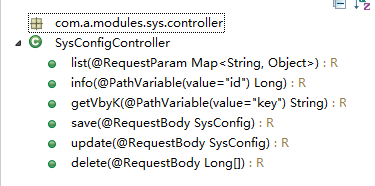 com.a.modules.sys.controller
SysConfigController
list(@RequestParam Map<String, Object>) : R
info(@PathVariable(value="id") Long) : R
getVbyK(@PathVariable(value="key") String) : R
save(@RequestBody SysConfig) : R
update(@RequestBody SysConfig) : R
delete(@RequestBody Long[]) : R